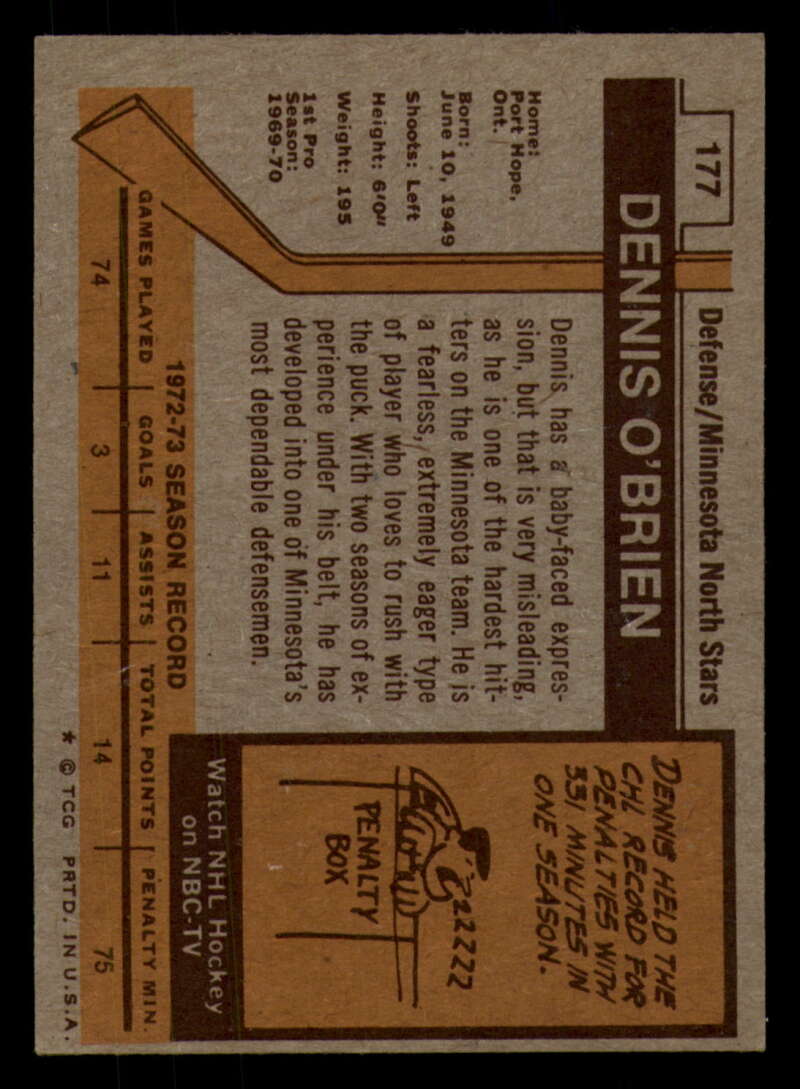 177
Defense/Minnesota North Stars
DENNIS O'BRIEN
Home:
Port Hope,
Ont.
Born:
June 10, 1949
Shoots: Left
Height: 6'0"
Weight: 195
1st Pro
Season:
1969-70
Dennis has a baby-faced expres-
sion, but that is very misleading,
as he is one of the hardest hit-
ters on the Minnesota team. He is
a fearless, extremely eager type
of player who loves to rush with
the puck. With two seasons of ex-
perience under his belt, he has
developed into one of Minnesota's
most dependable defensemen.
DENNIS HELD THE
CHL RECORD FOR
PENALTIES WITH
331 MINUTES IN
ONE SEASON.
ZZZZZ
PENALTY
BOX
Watch NHL Hockey
on NBC-TV
1972-73 SEASON RECORD
GAMES PLAYED | GOALS | ASSISTS | TOTAL POINTS | PENALTY MIN.
74 3 11 14 75
* © TCG PRTD. IN U.S.A.